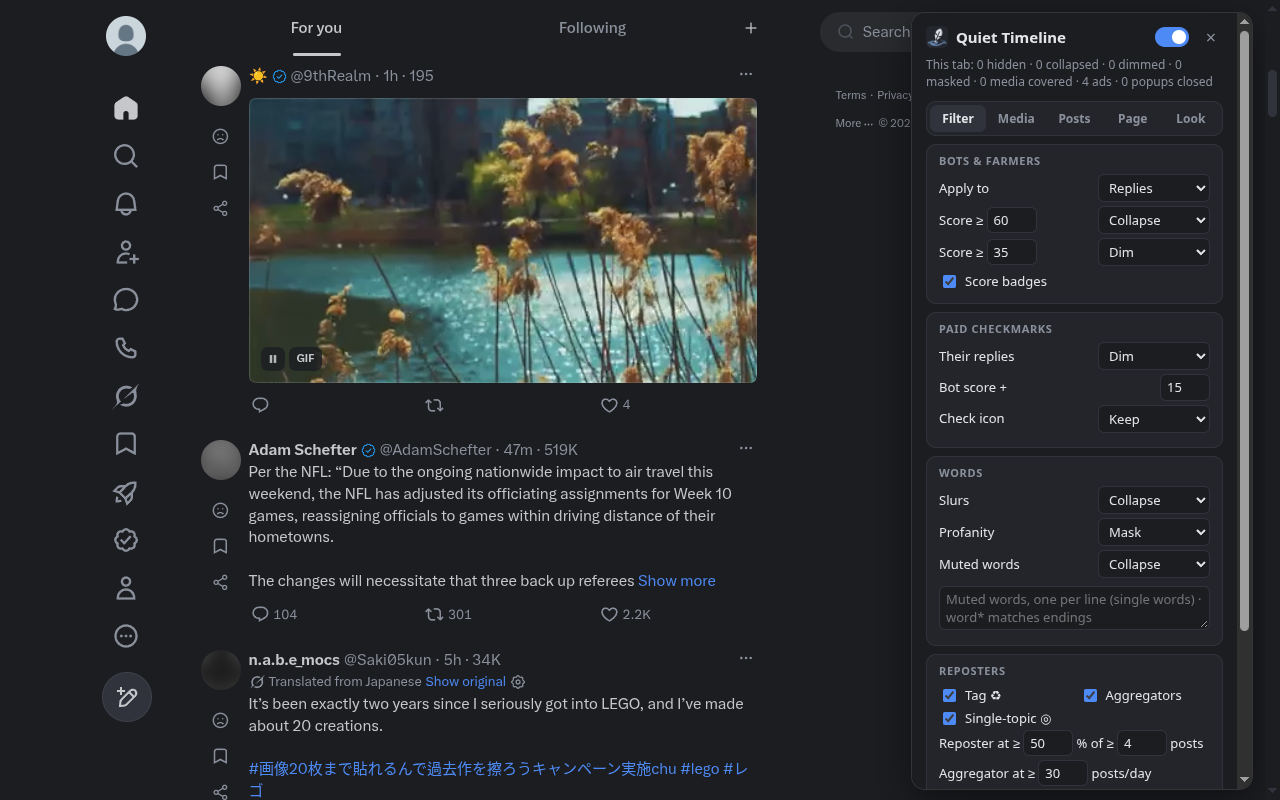 For you
Following
Search
☀️ @9thRealm · 1h · 195
GIF
4
Adam Schefter @AdamSchefter · 47m · 519K
Per the NFL: “Due to the ongoing nationwide impact to air travel this
weekend, the NFL has adjusted its officiating assignments for Week 10
games, reassigning officials to games within driving distance of their
hometowns.
The changes will necessitate that three back up referees Show more
104
301
2.2K
n.a.b.e_mocs @Saki05kun · 5h · 34K
Translated from Japanese Show original
It’s been exactly two years since I seriously got into LEGO, and I’ve made
about 20 creations.
#画像20枚まで貼れるんで過去作を擦ろうキャンペーン実施chu #lego #レ
ゴ
Terms · Privacy
More ··· © 202
Quiet Timeline
This tab: 0 hidden · 0 collapsed · 0 dimmed · 0
masked · 0 media covered · 4 ads · 0 popups closed
Filter
Media
Posts
Page
Look
BOTS & FARMERS
Apply to
Replies
Score ≥ 60
Collapse
Score ≥ 35
Dim
Score badges
PAID CHECKMARKS
Their replies
Dim
Bot score +
15
Check icon
Keep
WORDS
Slurs
Collapse
Profanity
Mask
Muted words
Collapse
Muted words, one per line (single words) ·
word* matches endings
REPOSTERS
Tag ♻
Aggregators
Single-topic ◎
Reposter at ≥ 50 % of ≥ 4 posts
Aggregator at ≥ 30 posts/day